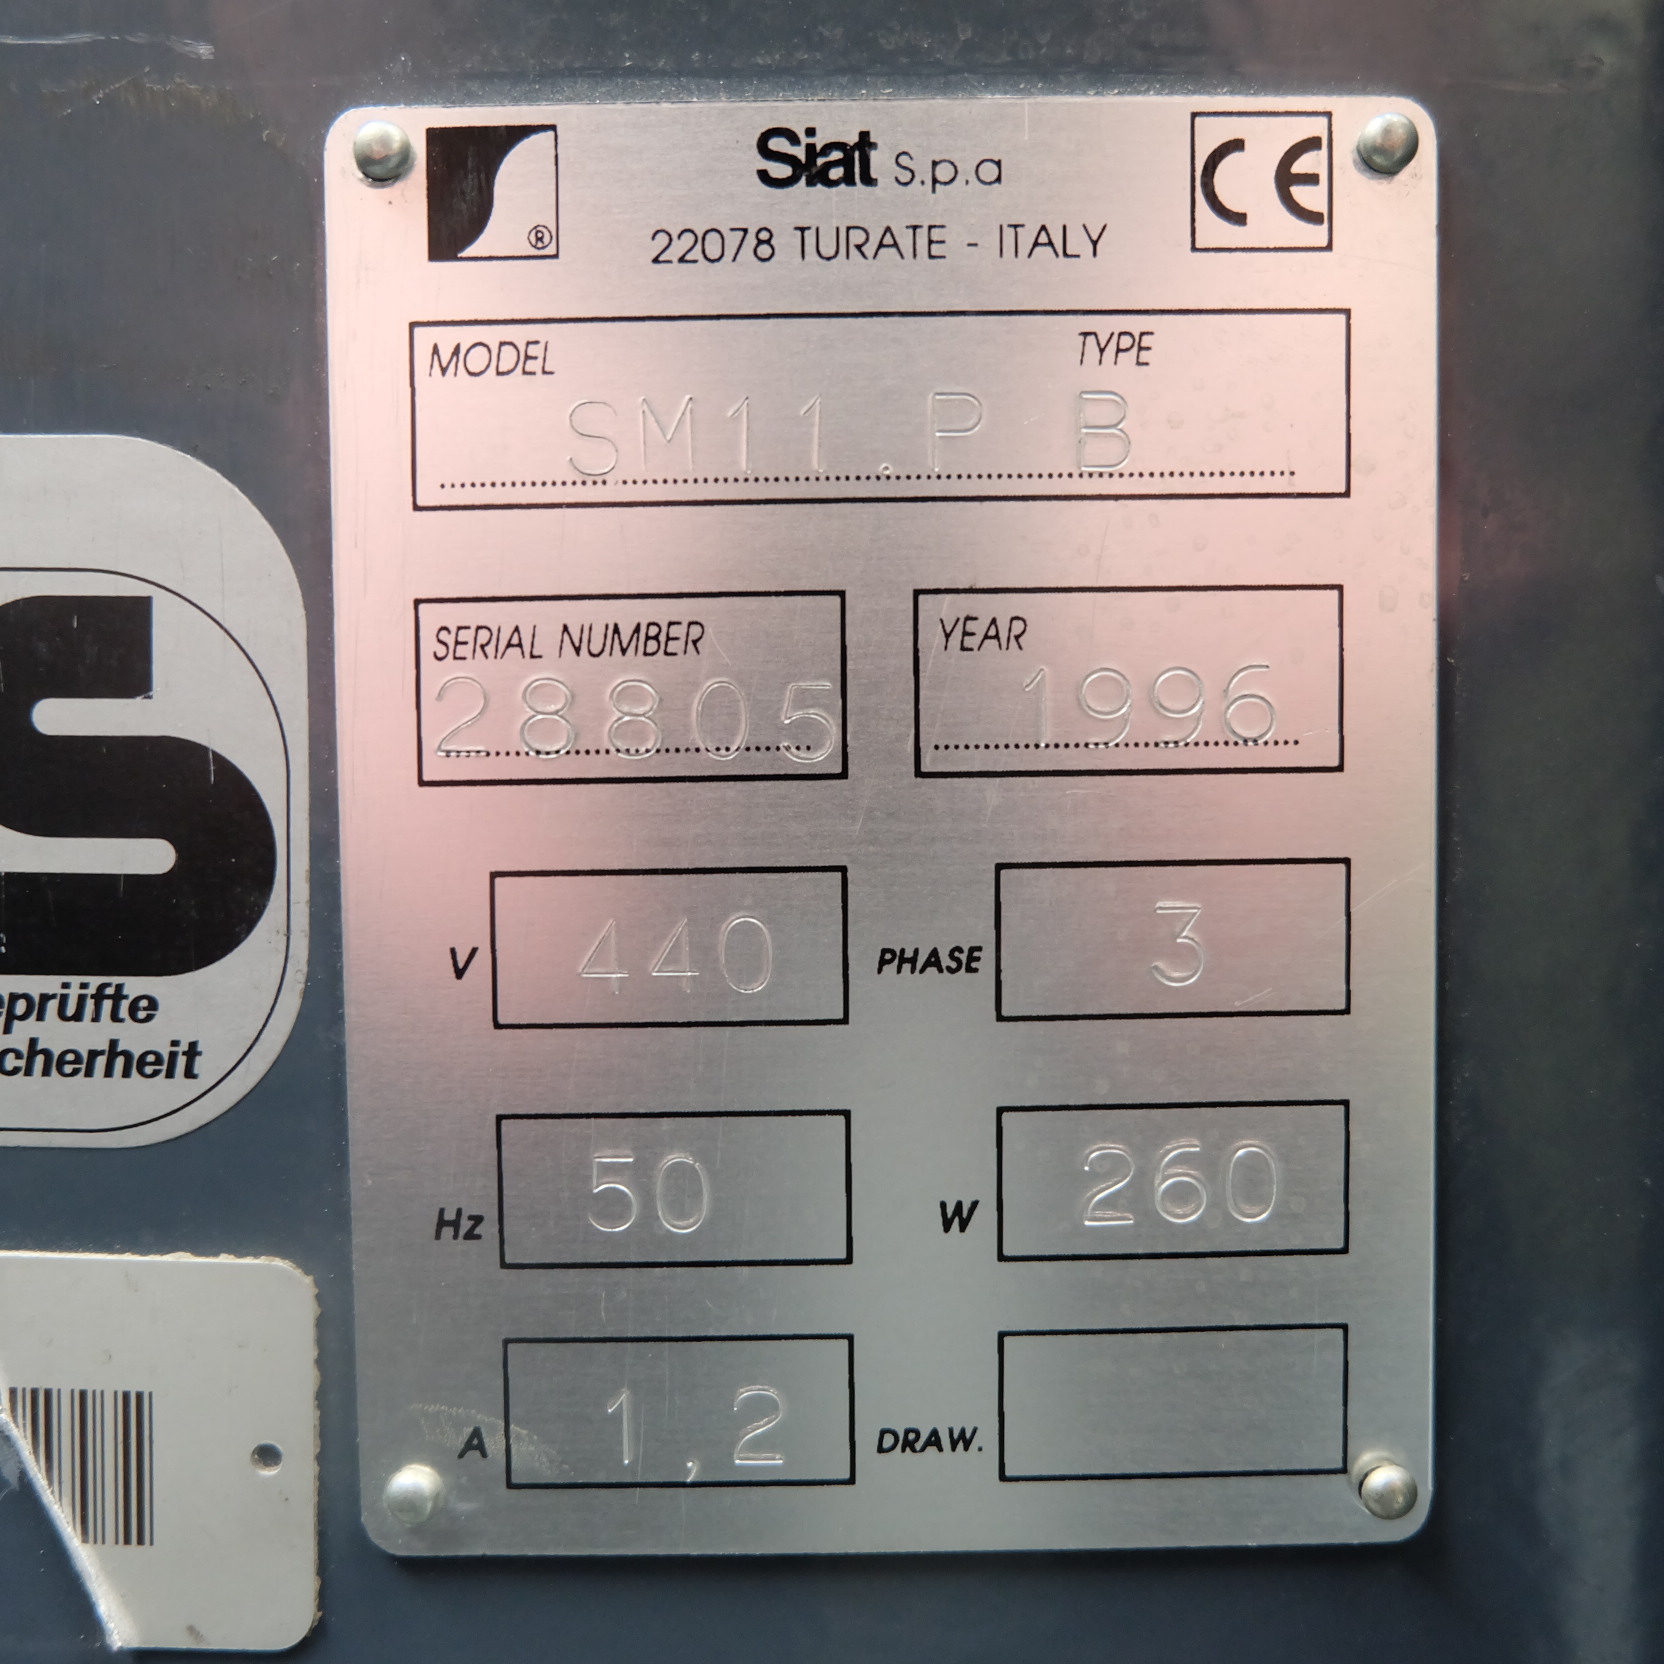 Siat S.p.a
CE
22078 TURATE - ITALY
MODEL TYPE
SM11.P B
SERIAL NUMBER
28805
YEAR
1996
V 440
PHASE 3
Hz 50
W 260
A 1,2
DRAW.
S
eprüfte
cherheit
®